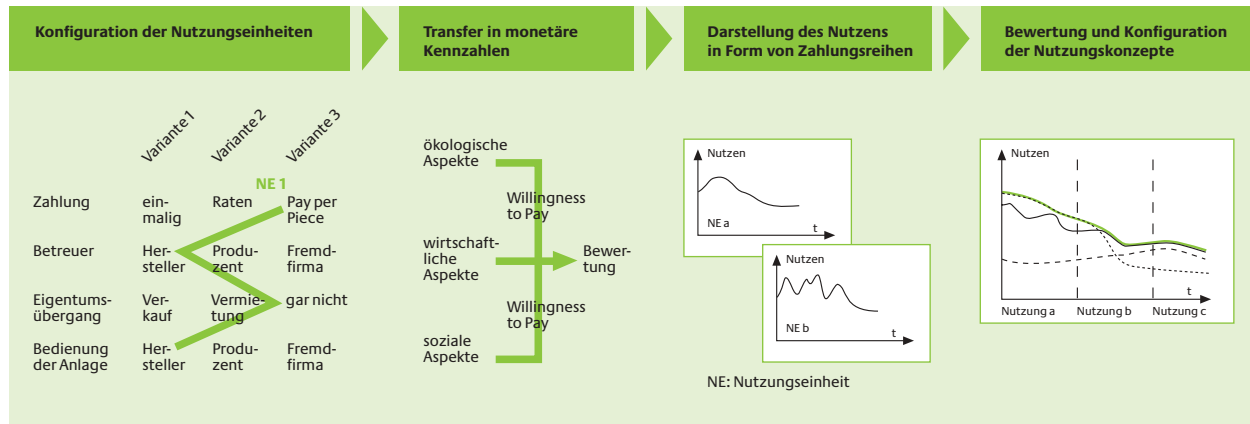 Konfiguration der Nutzungseinheiten
Transfer in monetäre
Kennzahlen
Darstellung des Nutzens
in Form von Zahlungsreihen
Bewertung und Konfiguration
der Nutzungskonzepte
Variante 1
Variante 2
Variante 3
NE 1
Zahlung
ein-
malig
Raten
Pay per
Piece
Betreuer
Her-
steller
Produ-
zent
Fremd-
firma
Eigentums-
übergang
Ver-
kauf
Vermie-
tung
gar nicht
Bedienung
der Anlage
Her-
steller
Produ-
zent
Fremd-
firma
ökologische
Aspekte
Willingness
to Pay
wirtschaft-
liche
Aspekte
Bewer-
tung
Willingness
to Pay
soziale
Aspekte
Nutzen
NE a
t
Nutzen
NE b
t
NE: Nutzungseinheit
Nutzen
t
Nutzung a
Nutzung b
Nutzung c